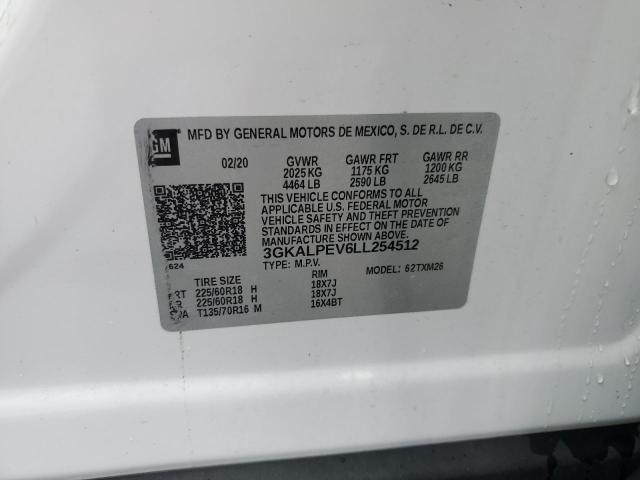 GM
MFD BY GENERAL MOTORS DE MEXICO, S. DE R.L. DE C.V.
02/20 GVWR GAWR FRT GAWR RR
2025 KG 1175 KG 1200 KG
4464 LB 2590 LB 2645 LB
THIS VEHICLE CONFORMS TO ALL
APPLICABLE U.S. FEDERAL MOTOR
VEHICLE SAFETY AND THEFT PREVENTION
STANDARDS IN EFFECT ON THE DATE OF
MANUFACTURE SHOWN ABOVE.
3GKALPEV6LL254512
TYPE: M.P.V. MODEL: 62TXM26
624
TIRE SIZE RIM
RT 225/60R18 H 18X7J
225/60R18 H 18X7J
T135/70R16 M 16X4BT